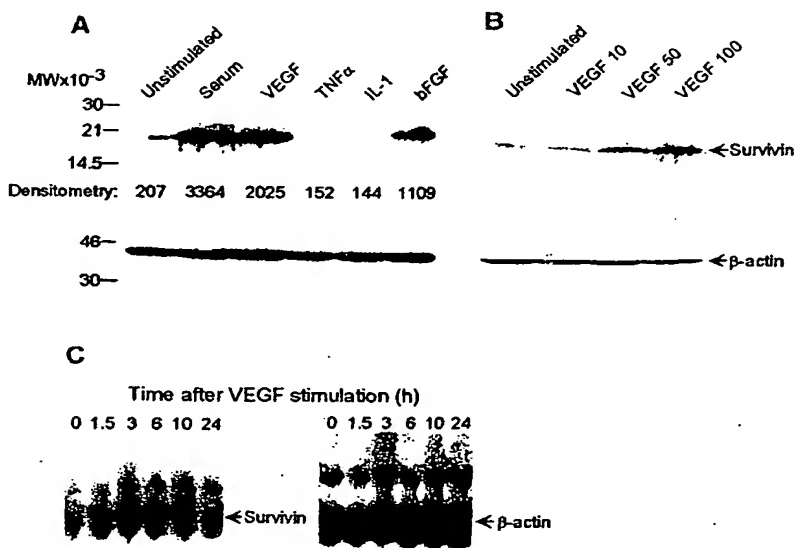 A
Unstimulated Serum VEGF TNFα IL-1 bFGF
MWx10-3
30
21
14.5
Densitometry: 207 3364 2025 152 144 1109
46
30
B
Unstimulated VEGF 10 VEGF 50 VEGF 100
Survivin
β-actin
C
Time after VEGF stimulation (h)
0 1.5 3 6 10 24
Survivin
0 1.5 3 6 10 24
β-actin